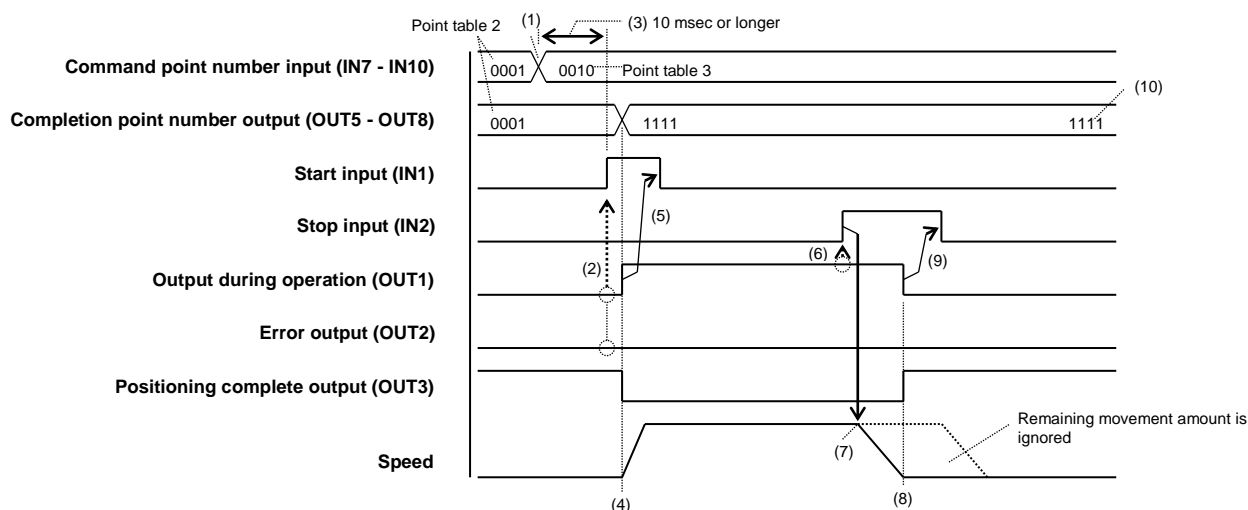 Point table 2
(1)
(3) 10 msec or longer
Command point number input (IN7 - IN10)
0001
0010
Point table 3
(10)
Completion point number output (OUT5 - OUT8)
0001
1111
1111
Start input (IN1)
(5)
Stop input (IN2)
(2)
(6)
(9)
Output during operation (OUT1)
Error output (OUT2)
Positioning complete output (OUT3)
Remaining movement amount is
ignored
(7)
Speed
(4)
(8)